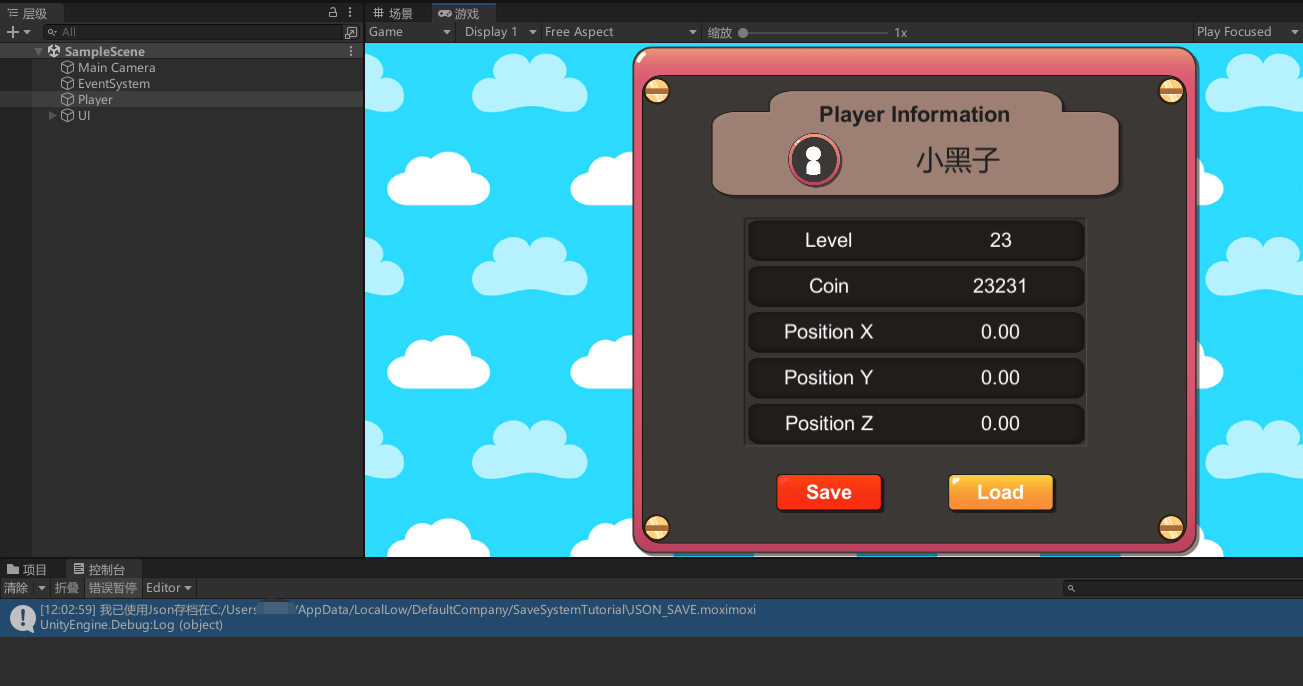 层级
All
SampleScene
Main Camera
EventSystem
Player
UI
场景 游戏
Game Display 1 Free Aspect 缩放 1x Play Focused
Player Information
小黑子
Level 23
Coin 23231
Position X 0.00
Position Y 0.00
Position Z 0.00
Save Load
项目 控制台
清除 折叠 错误暂停 Editor
[12:02:59] 我已使用Json存档在C:/Users /AppData/LocalLow/DefaultCompany/SaveSystemTutorial\JSON_SAVE.moximoxi
UnityEngine.Debug:Log (object)